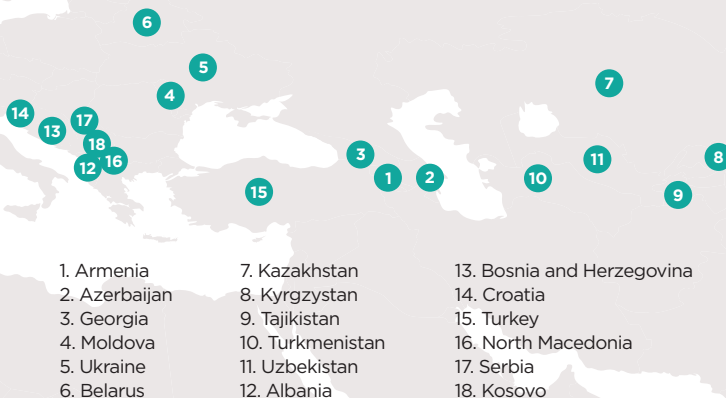 6
5
4
7
14
17
13
18
3
11
8
12
16
1
2
10
15
9
1. Armenia
2. Azerbaijan
3. Georgia
4. Moldova
5. Ukraine
6. Belarus
7. Kazakhstan
8. Kyrgzystan
9. Tajikistan
10. Turkmenistan
11. Uzbekistan
12. Albania
13. Bosnia and Herzegovina
14. Croatia
15. Turkey
16. North Macedonia
17. Serbia
18. Kosovo